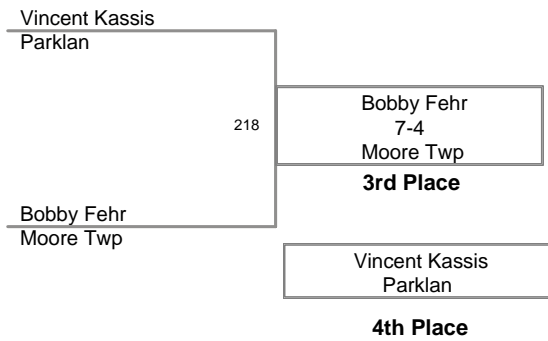 Vincent Kassis
Parklan
218
Bobby Fehr
7-4
Moore Twp
3rd Place
Bobby Fehr
Moore Twp
Vincent Kassis
Parklan
4th Place